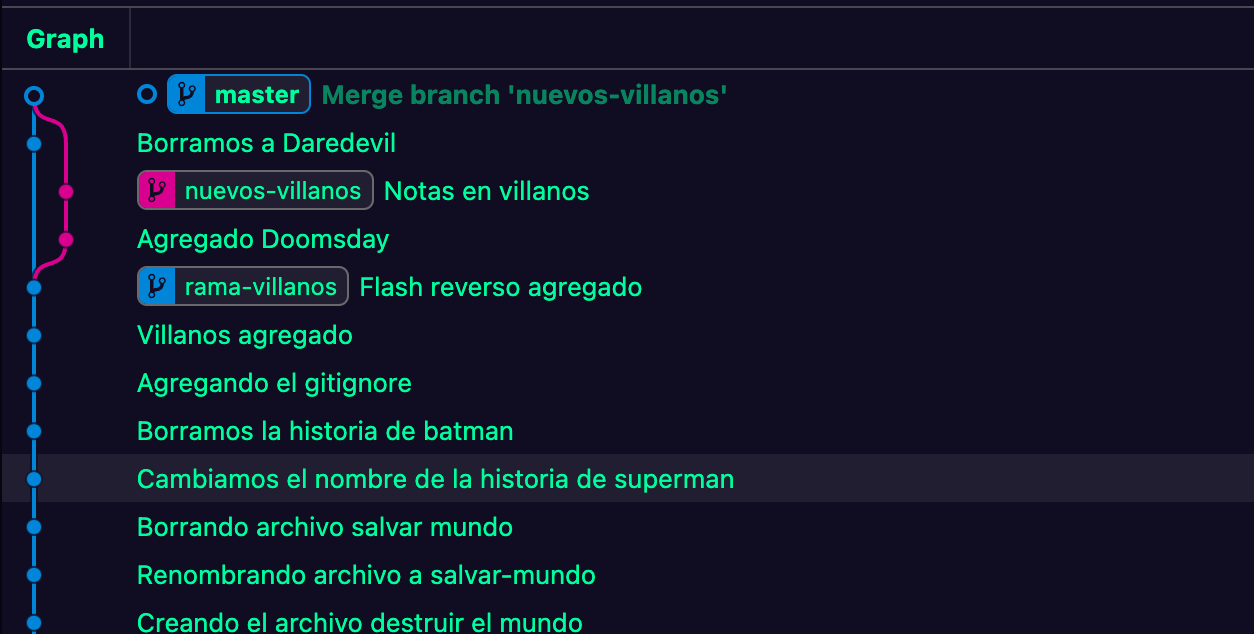 Graph
master Merge branch 'nuevos-villanos'
Borramos a Daredevil
nuevos-villanos Notas en villanos
Agregado Doomsday
rama-villanos Flash reverso agregado
Villanos agregado
Agregando el gitignore
Borramos la historia de batman
Cambiamos el nombre de la historia de superman
Borrando archivo salvar mundo
Renombrando archivo a salvar-mundo
Creando el archivo destruir el mundo